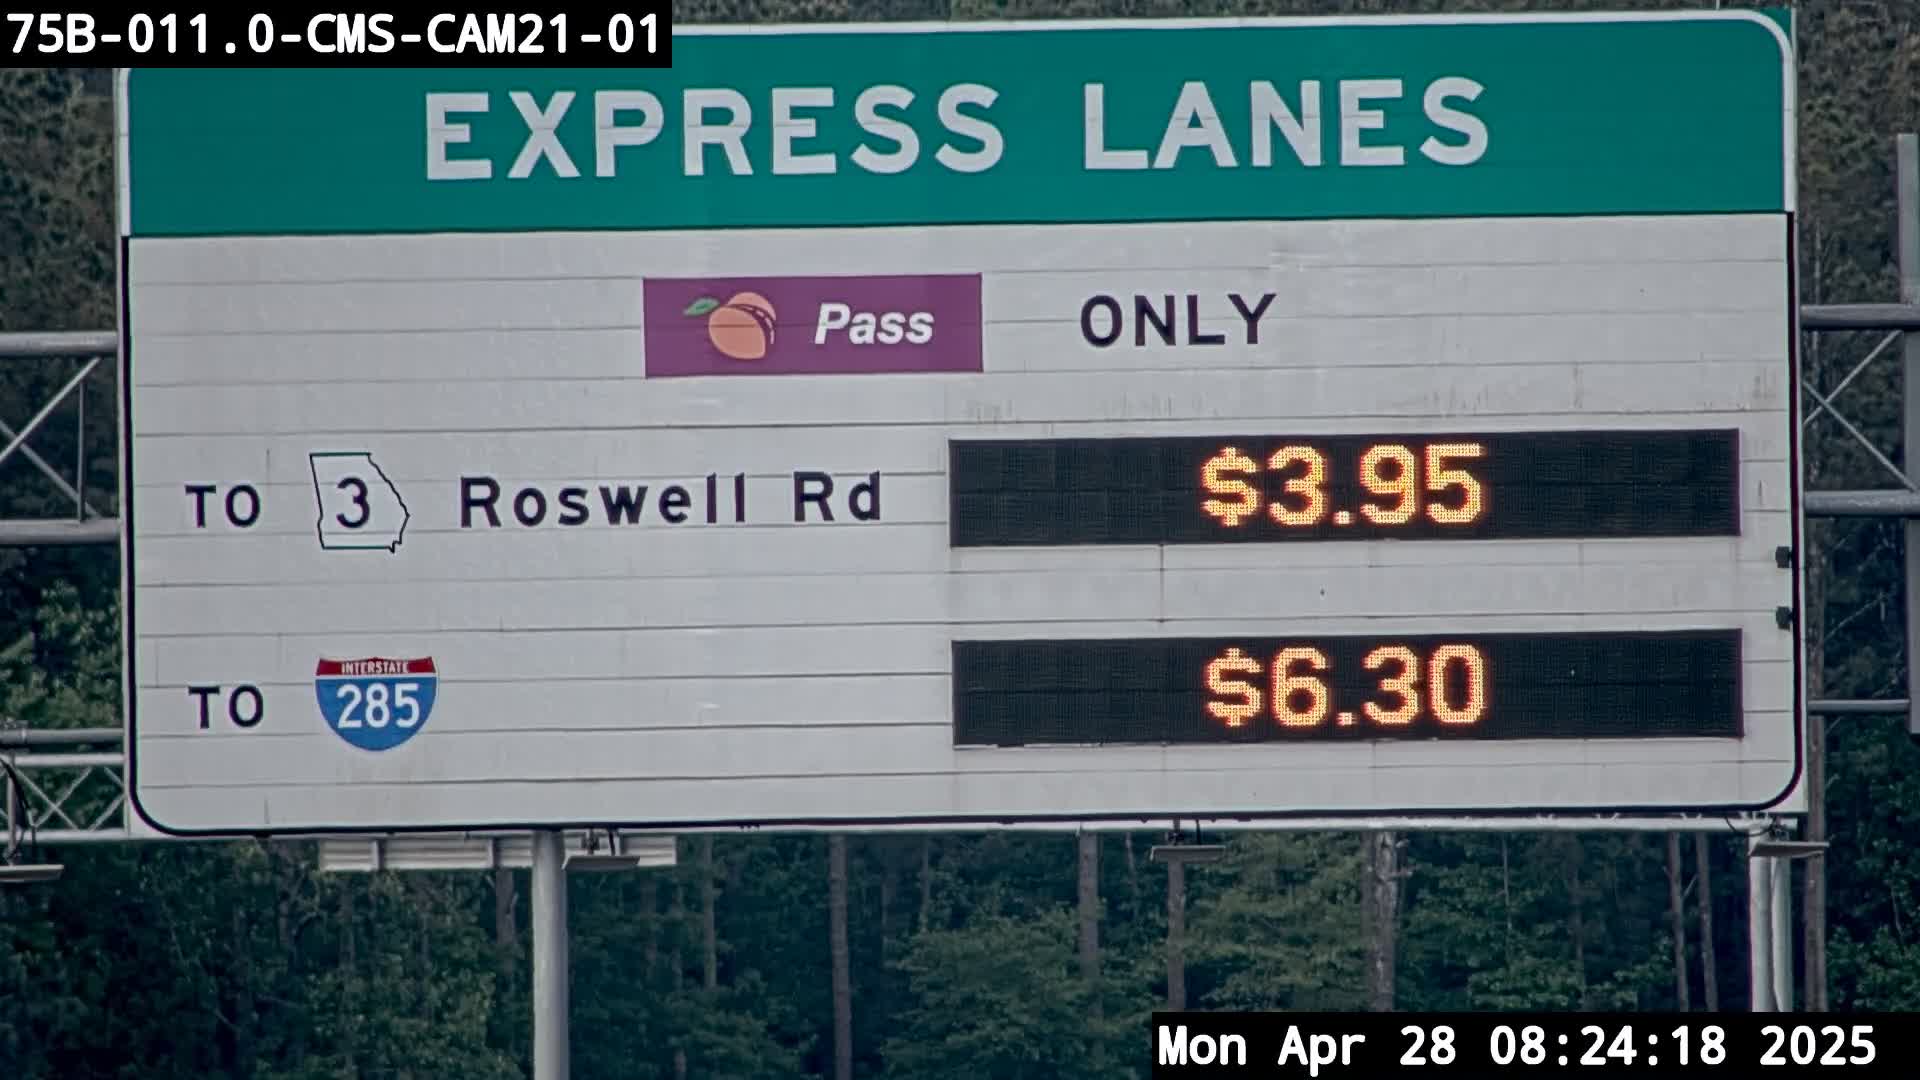 75B-011.0-CMS-CAM21-01
EXPRESS LANES
Pass ONLY
TO 3 Roswell Rd $3.95
INTERSTATE
TO 285 $6.30
Mon Apr 28 08:24:18 2025